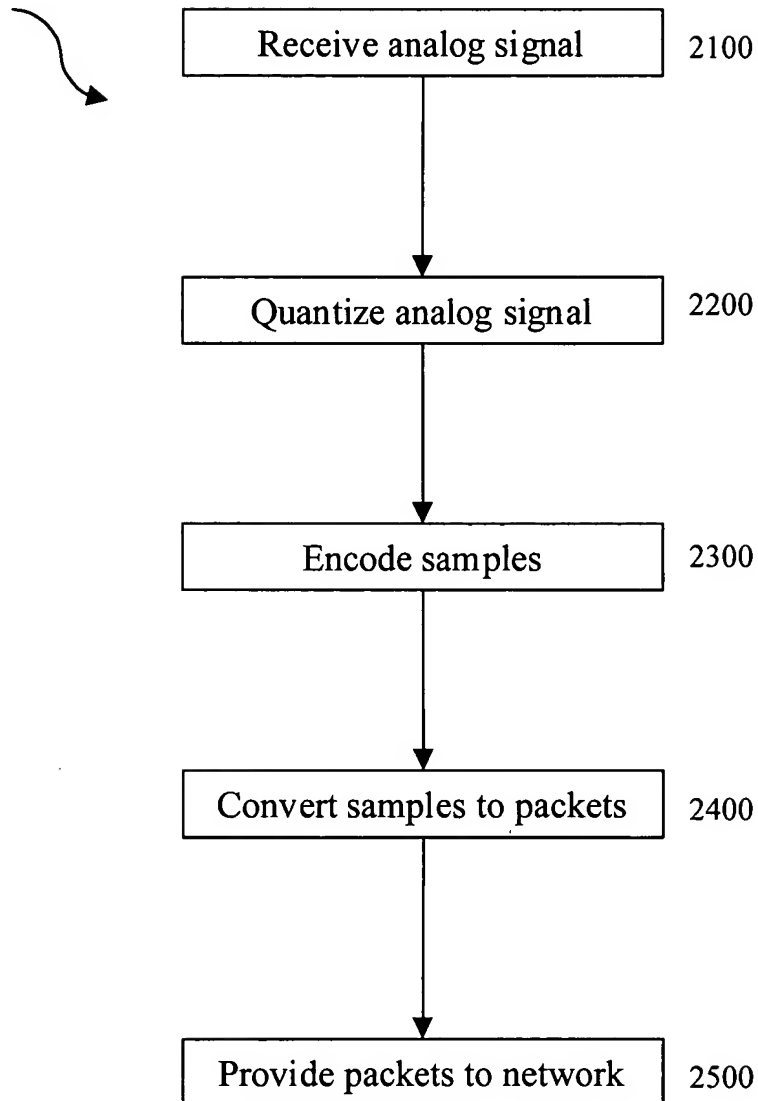 Receive analog signal 2100
Quantize analog signal 2200
Encode samples 2300
Convert samples to packets 2400
Provide packets to network 2500